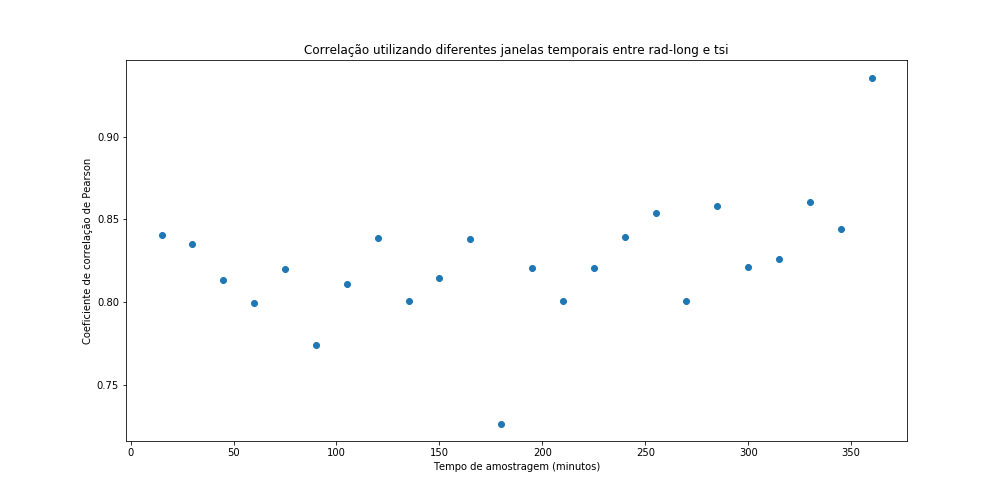 Correlação utilizando diferentes janelas temporais entre rad-long e tsi
Coeficiente de correlação de Pearson
0.90
0.85
0.80
0.75
0 50 100 150 200 250 300 350
Tempo de amostragem (minutos)